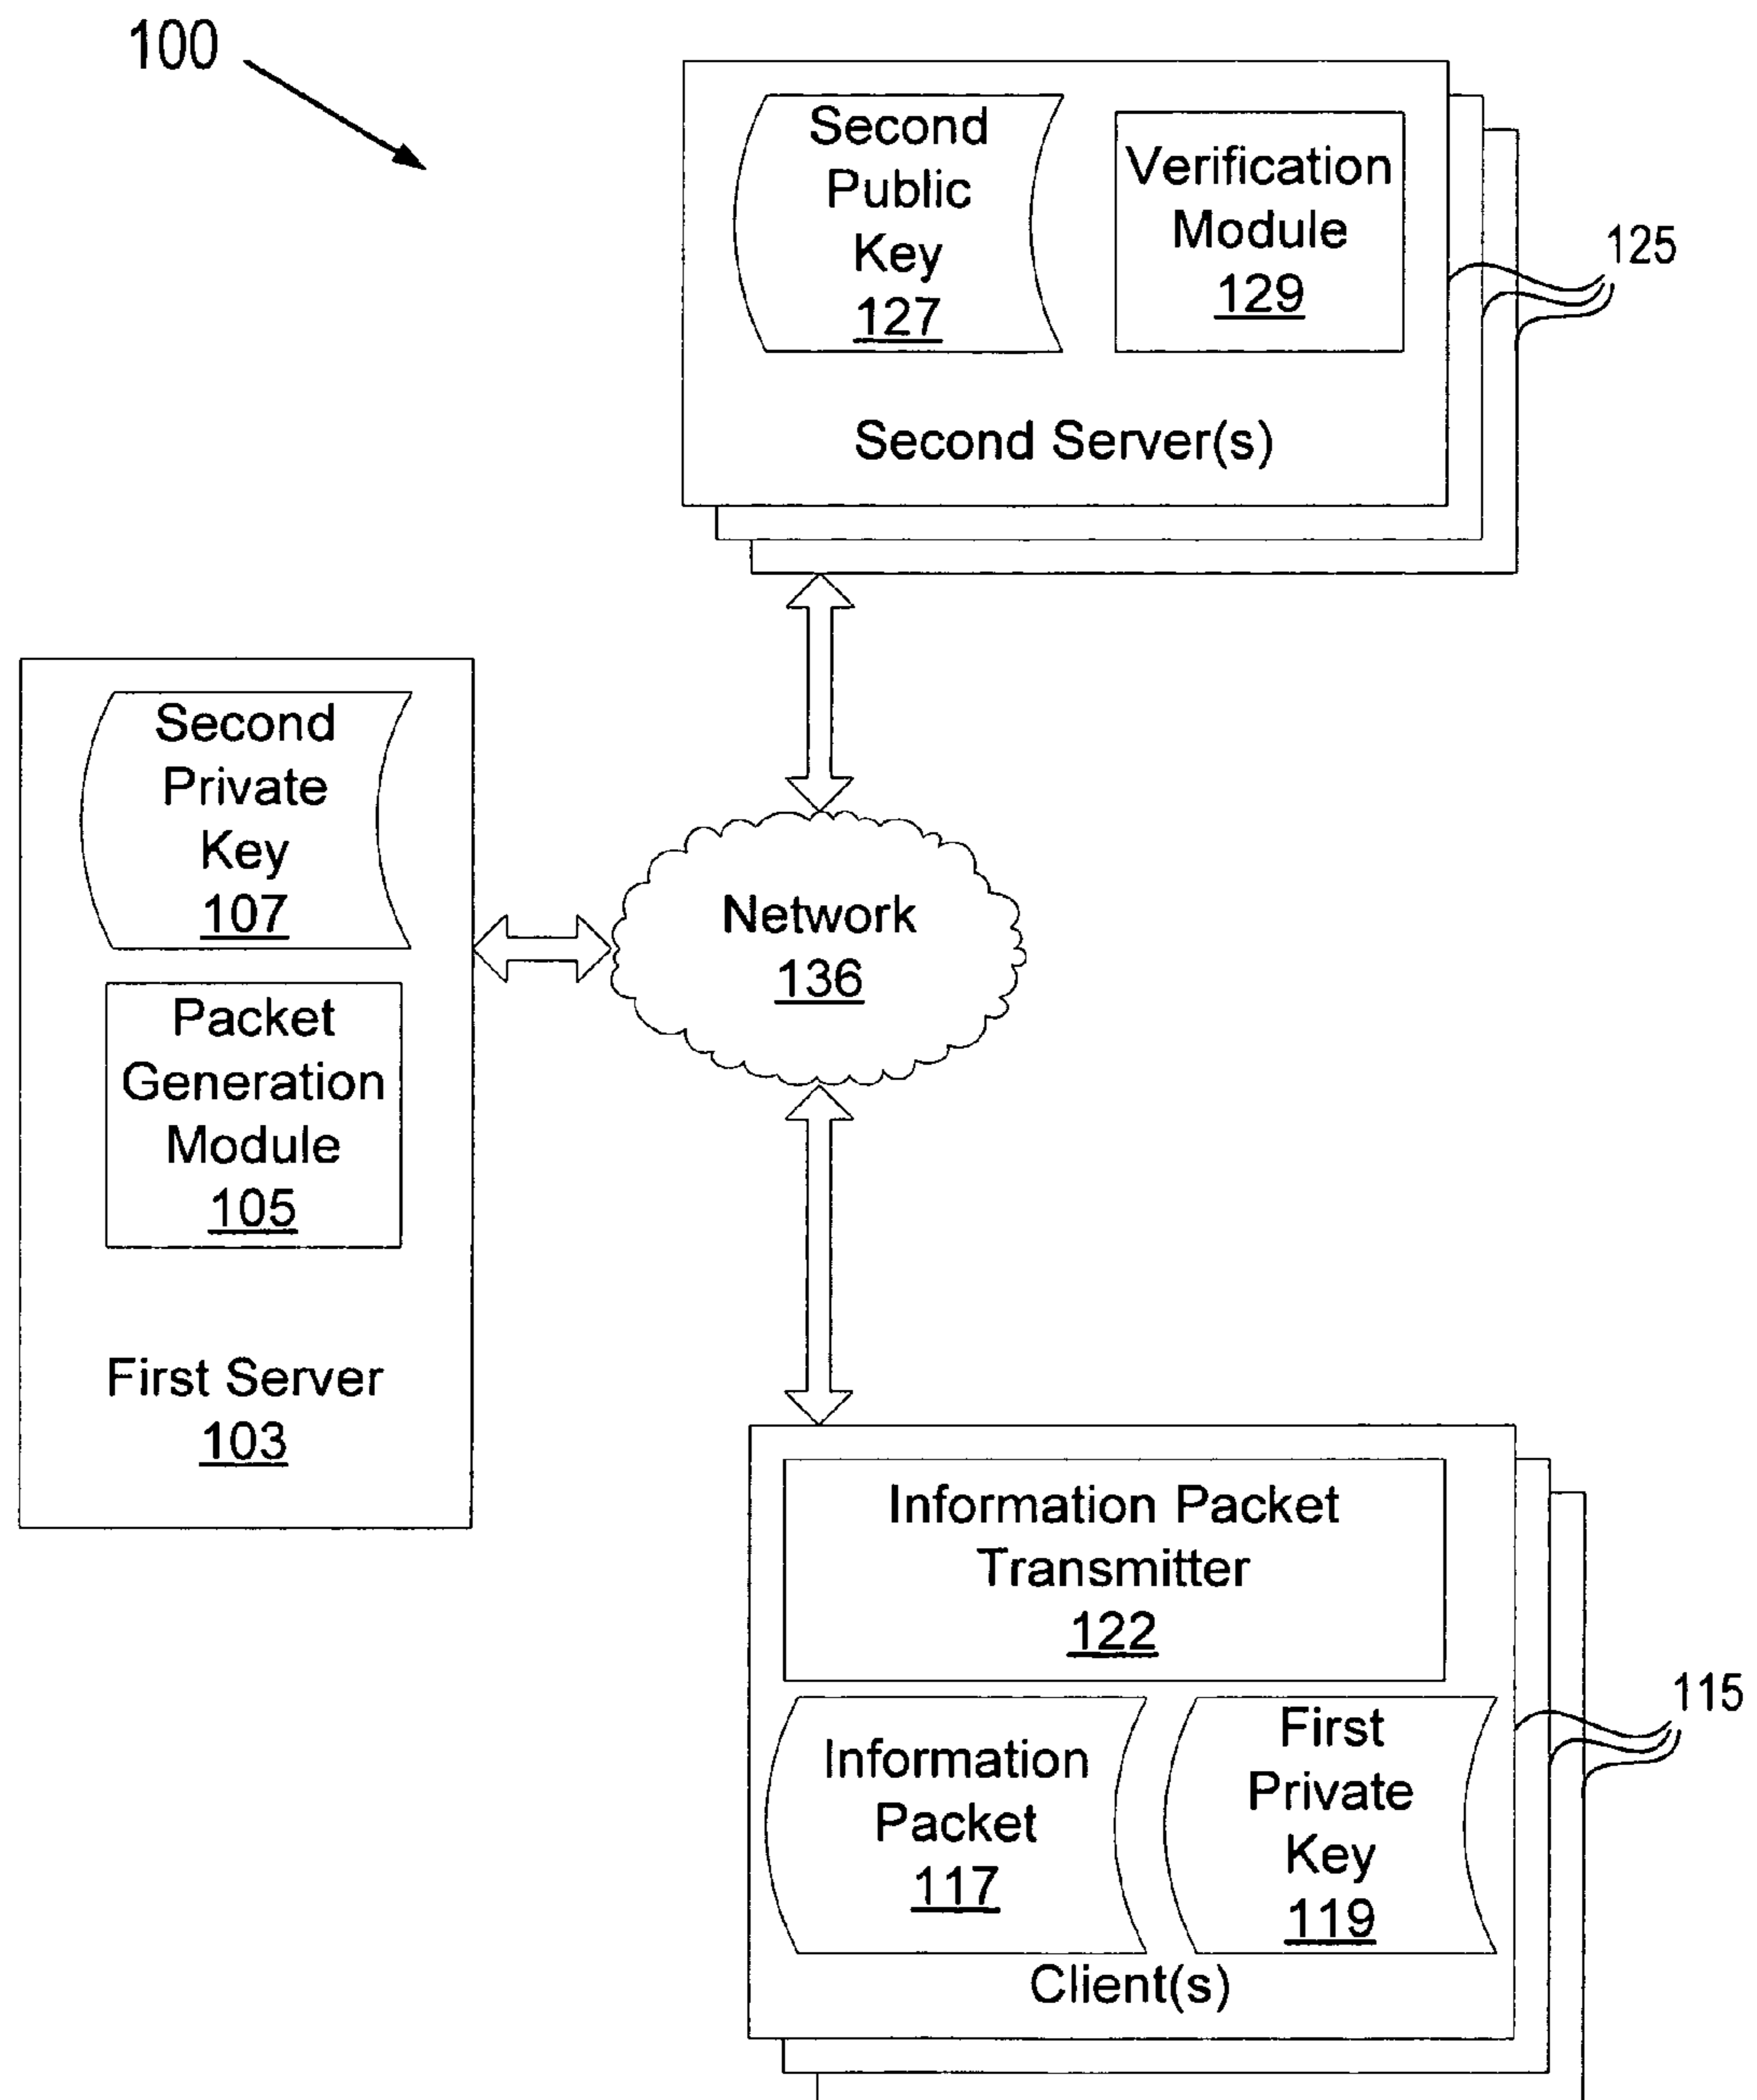 100
Second
Public
Key
127
Verification
Module
129
125
Second Server(s)
Second
Private
Key
107
Packet
Generation
Module
105
First Server
103
Network
136
Information Packet
Transmitter
122
Information
Packet
117
First
Private
Key
119
115
Client(s)